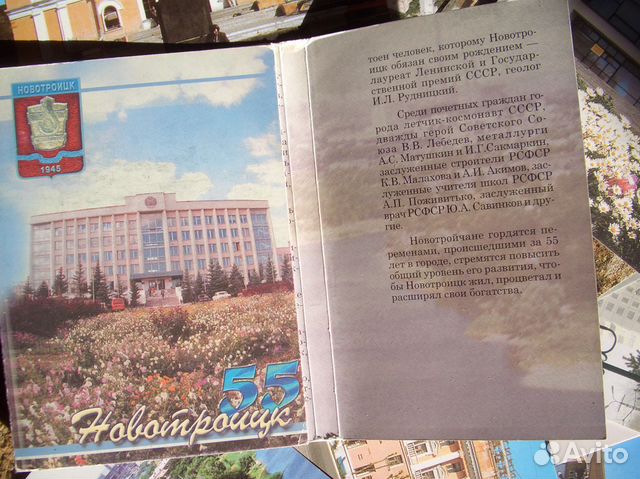 НОВОТРОИЦК
1945
55
Новотроицк
тоен человек, которому Новотро-
ицк обязан своим рождением —
лауреат Ленинской и Государ-
ственной премий СССР, геолог
И.Л. Рудницкий.
Среди почетных граждан го-
рода летчик-космонавт СССР,
дважды герой Советского Со-
юза В.В. Лебедев, металлурги
А.С. Матушкин и И.Г. Сакмаркин,
заслуженные строители РСФСР
К.В. Малахова и А.И. Акимов, зас-
луженные учителя школ РСФСР
А.П. Поживитько, заслуженный
врач РСФСР Ю.А. Савинков и дру-
гие.
Новотройчане гордятся пе-
ременами, происшедшими за 55
лет в городе, стремятся повысить
общий уровень его развития, что-
бы Новотроицк жил, процветал и
расширял свои богатства.
Avito